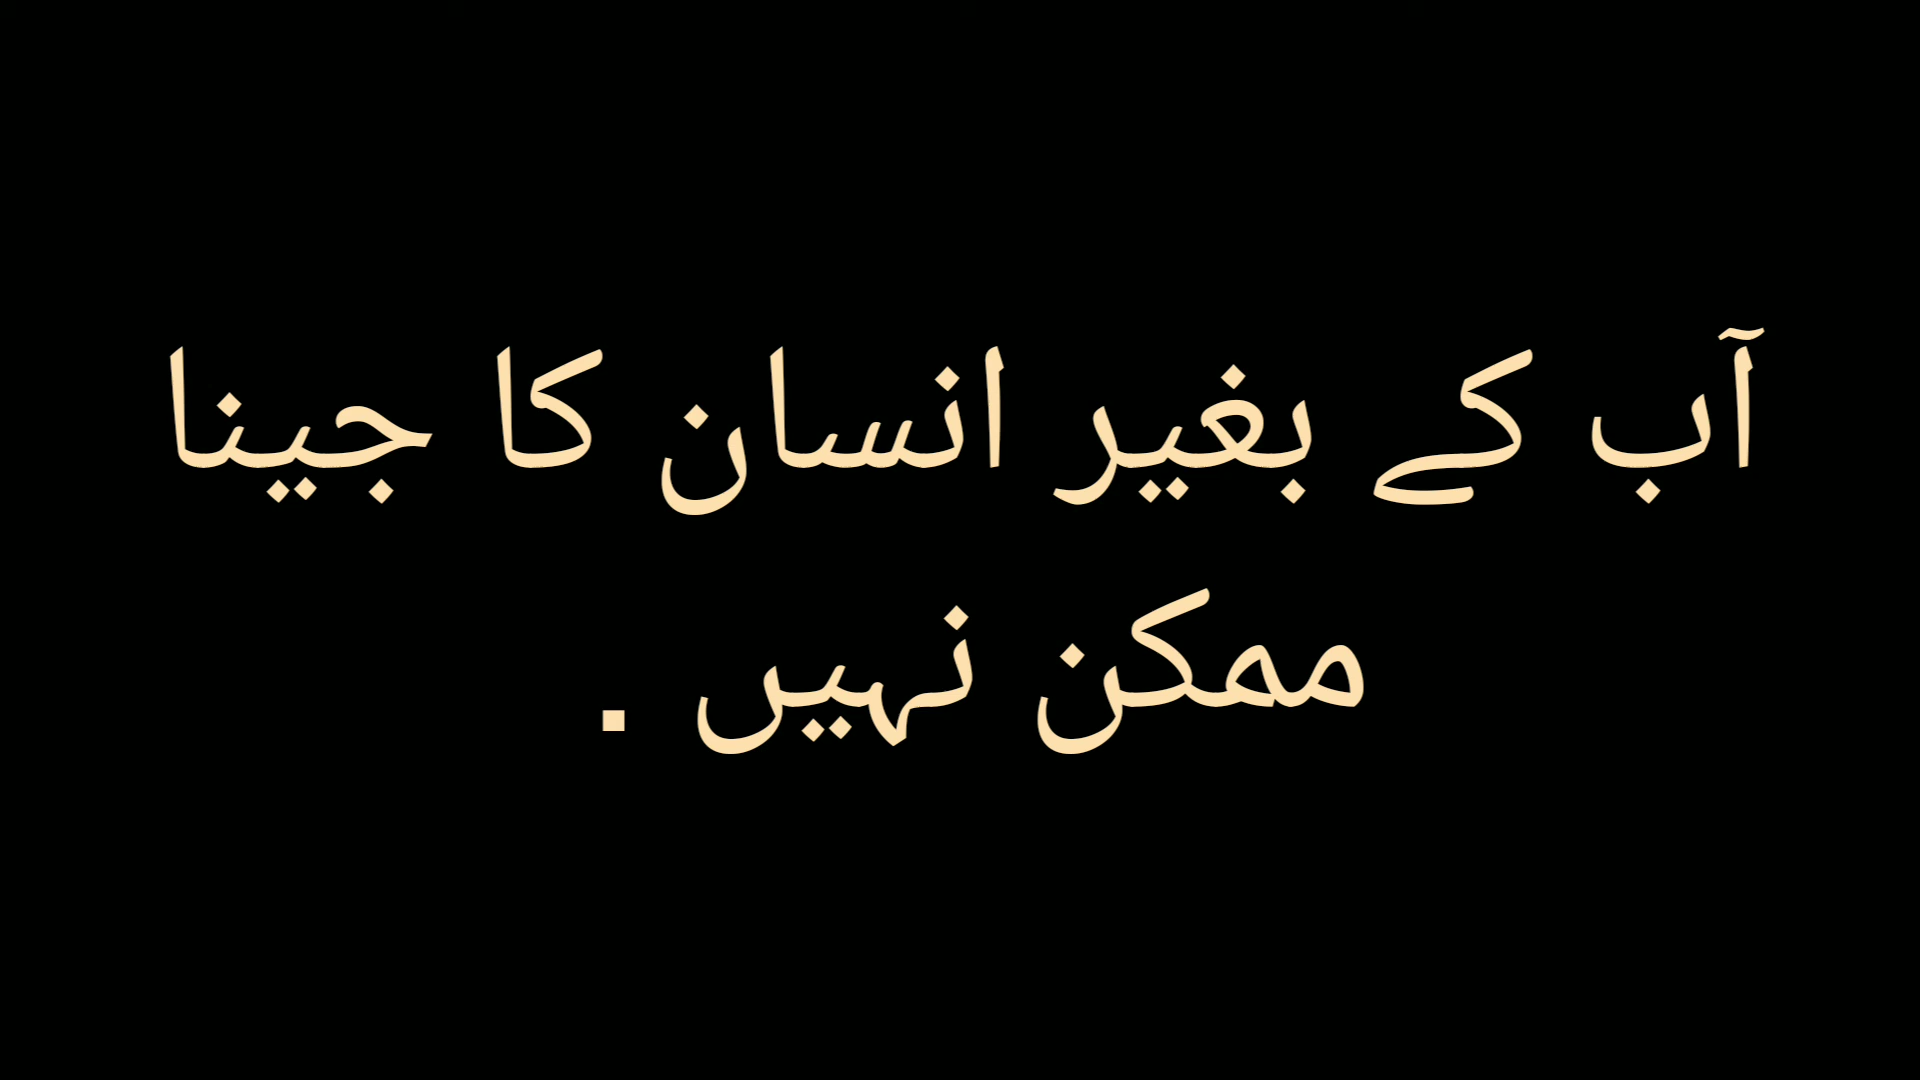 آب کے بغیر انسان کا جینا
ممکن نہیں .